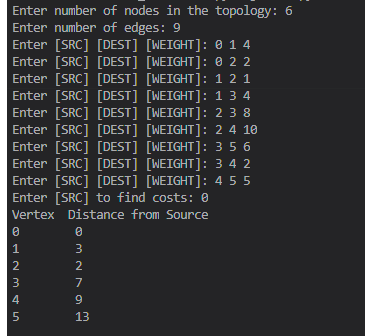 Enter number of nodes in the topology: 6
Enter number of edges: 9
Enter [SRC] [DEST] [WEIGHT]: 0 1 4
Enter [SRC] [DEST] [WEIGHT]: 0 2 2
Enter [SRC] [DEST] [WEIGHT]: 1 2 1
Enter [SRC] [DEST] [WEIGHT]: 1 3 4
Enter [SRC] [DEST] [WEIGHT]: 2 3 8
Enter [SRC] [DEST] [WEIGHT]: 2 4 10
Enter [SRC] [DEST] [WEIGHT]: 3 5 6
Enter [SRC] [DEST] [WEIGHT]: 3 4 2
Enter [SRC] [DEST] [WEIGHT]: 4 5 5
Enter [SRC] to find costs: 0
Vertex  Distance from Source
0       0
1       3
2       2
3       7
4       9
5       13